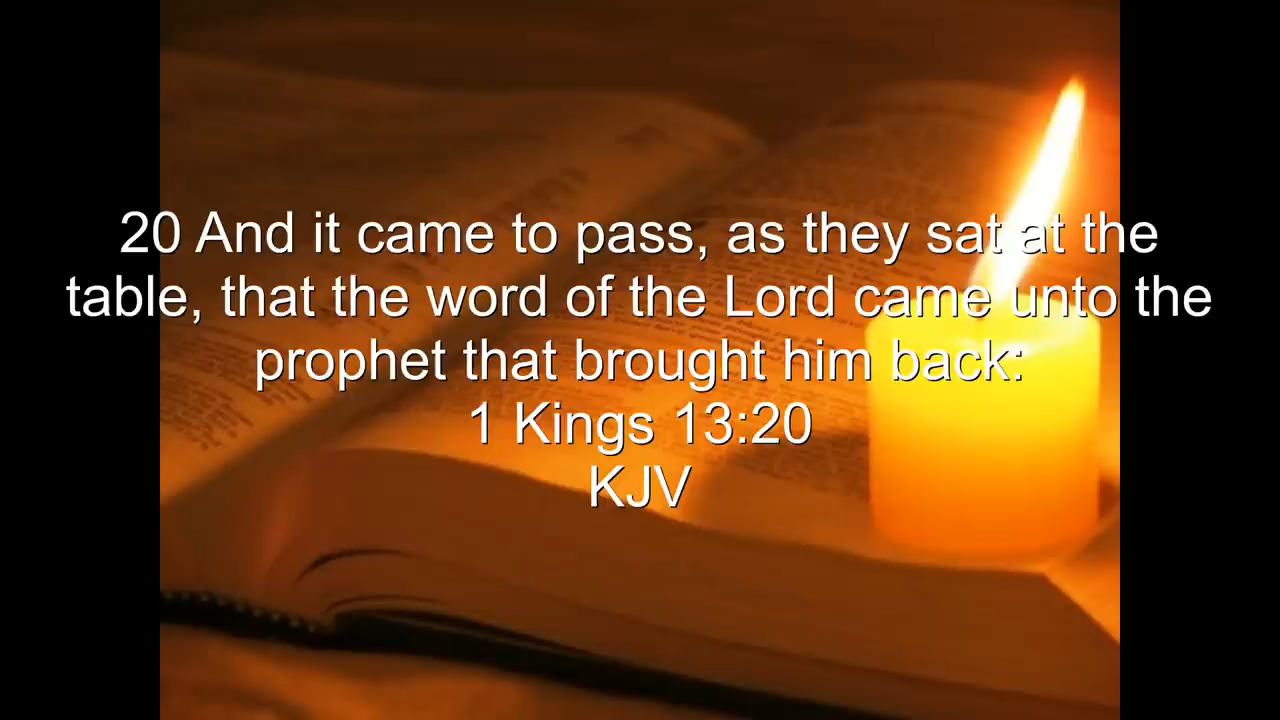 20 And it came to pass, as they sat at the
table, that the word of the Lord came unto the
prophet that brought him back:
1 Kings 13:20
KJV